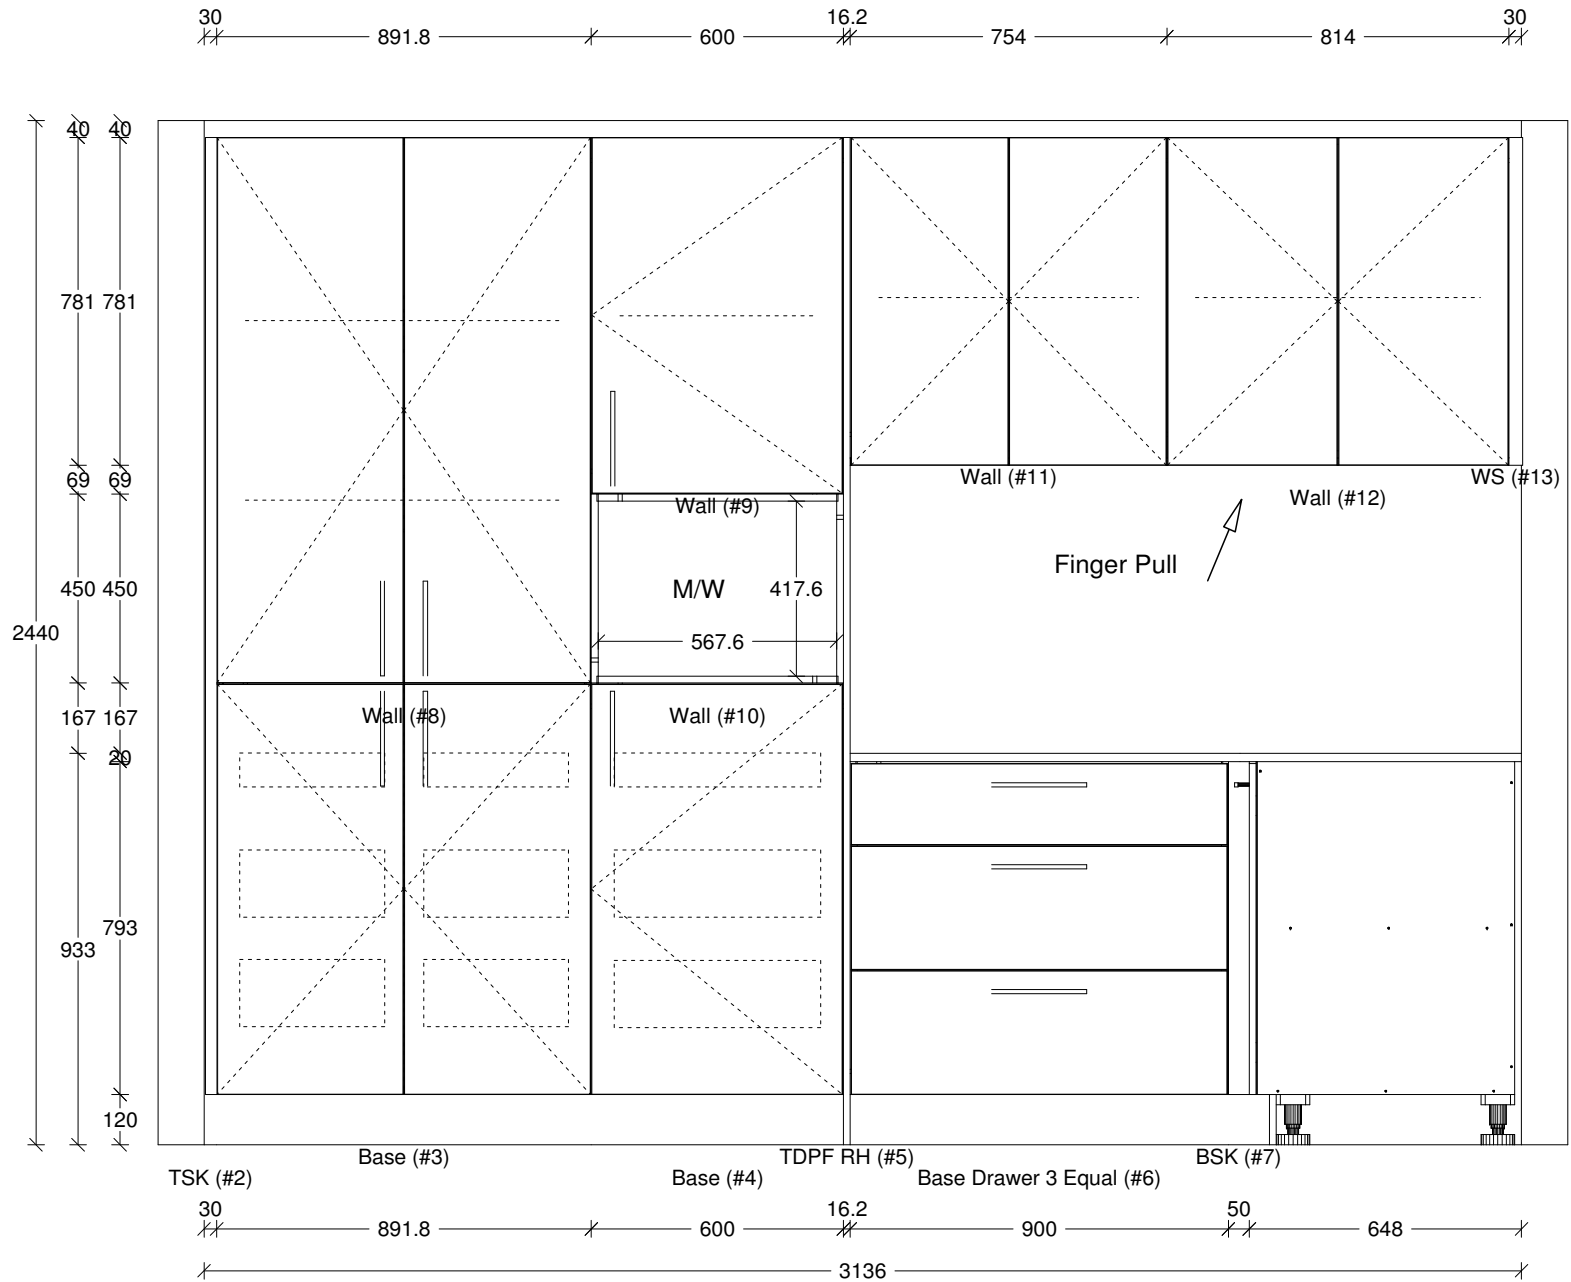 30 16.2 30
891.8 600 754 814
40 40
781 781
69 69
Wall (#11) WS (#13)
Wall (#9) Wall (#12)
Finger Pull
450 450 M/W 417.6
2440
567.6
167 167 Wall (#8) Wall (#10)
20
793
933
120
Base (#3) TDPF RH (#5) BSK (#7)
TSK (#2) Base (#4) Base Drawer 3 Equal (#6)
30 16.2 50
891.8 600 900 648
3136